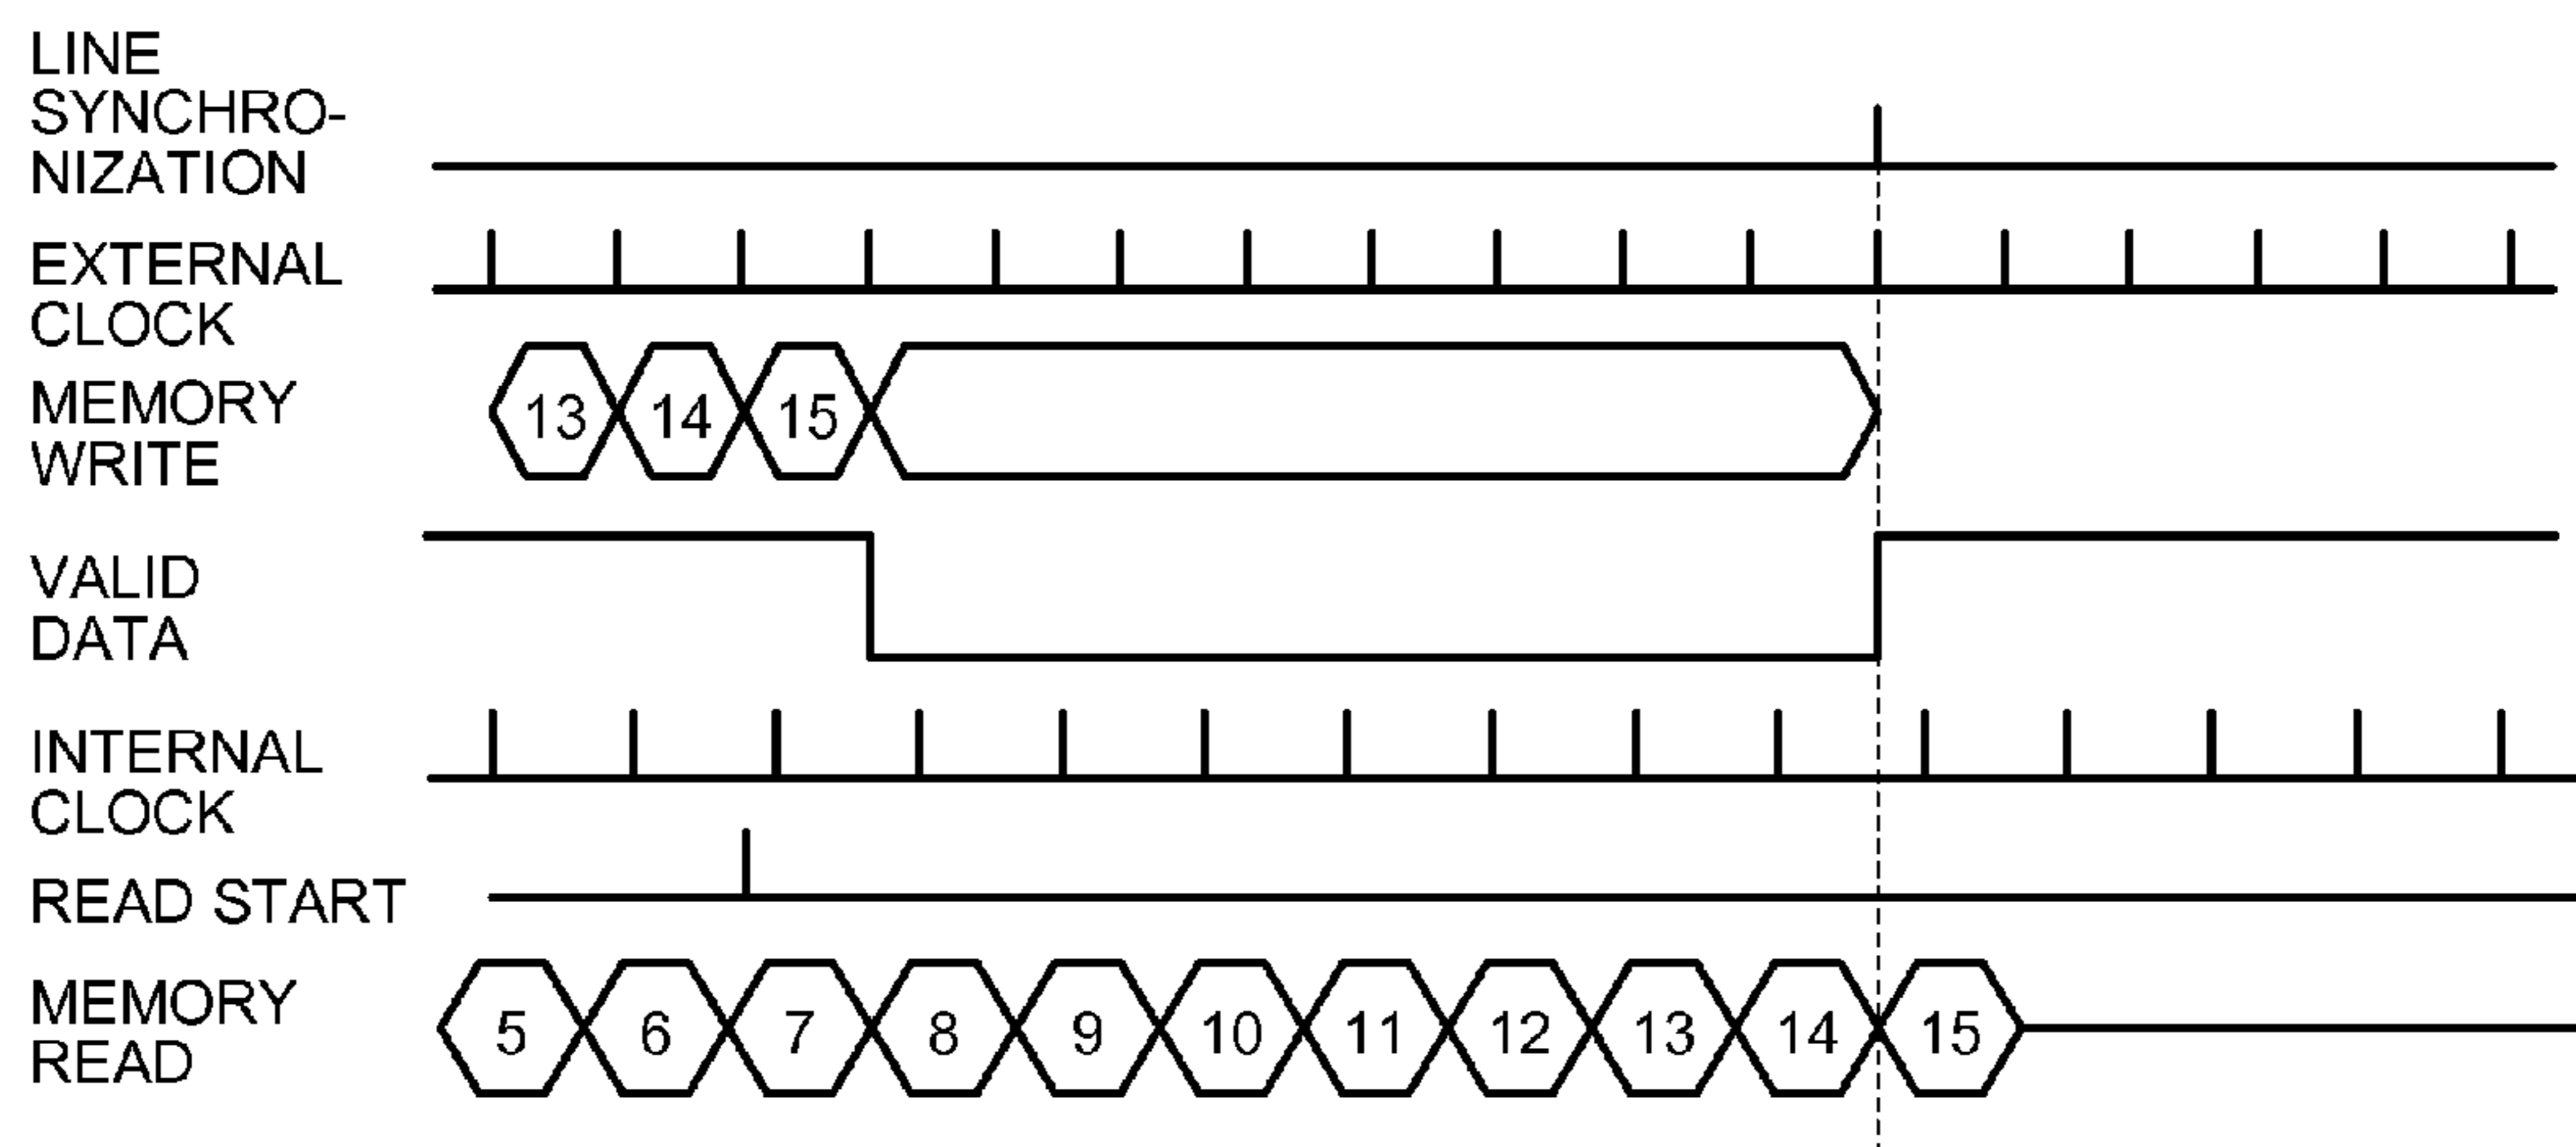 LINE
SYNCHRO-
NIZATION
EXTERNAL
CLOCK
MEMORY
WRITE
13 14 15
VALID
DATA
INTERNAL
CLOCK
READ START
MEMORY
READ
5 6 7 8 9 10 11 12 13 14 15